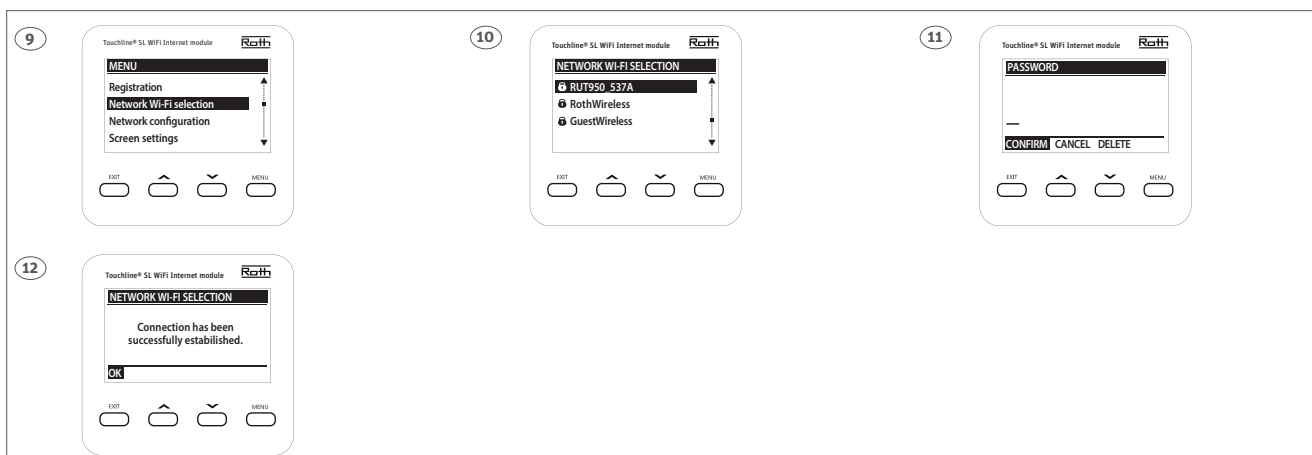 9
Touchline® SL WiFi Internet module Roth
MENU
Registration
Network Wi-Fi selection
Network configuration
Screen settings
EXIT MENU
10
Touchline® SL WiFi Internet module Roth
NETWORK WI-FI SELECTION
RUT950_537A
RothWireless
GuestWireless
EXIT MENU
11
Touchline® SL WiFi Internet module Roth
PASSWORD
CONFIRM CANCEL DELETE
EXIT MENU
12
Touchline® SL WiFi Internet module Roth
NETWORK WI-FI SELECTION
Connection has been
successfully estabilished.
OK
EXIT MENU